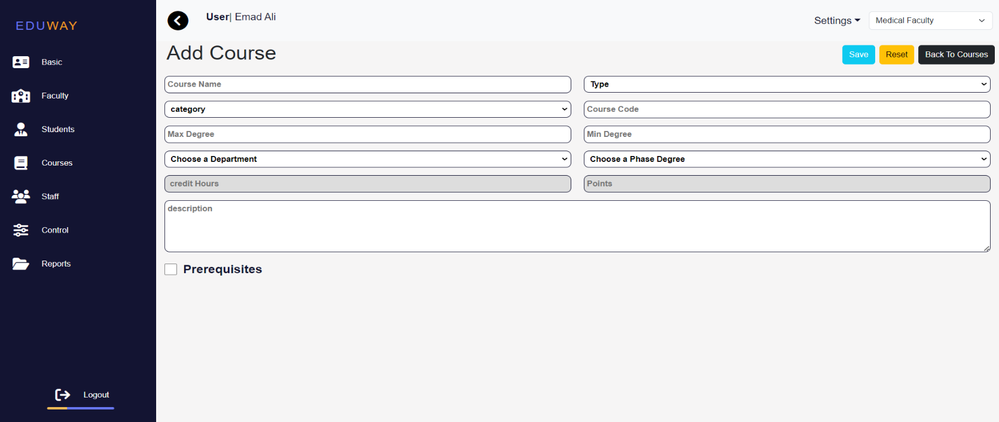 EDUWAY
Basic
Faculty
Students
Courses
Staff
Control
Reports
Logout
User| Emad Ali
Settings
Medical Faculty
Add Course
Save
Reset
Back To Courses
Course Name
Type
category
Course Code
Max Degree
Min Degree
Choose a Department
Choose a Phase Degree
credit Hours
Points
description
Prerequisites